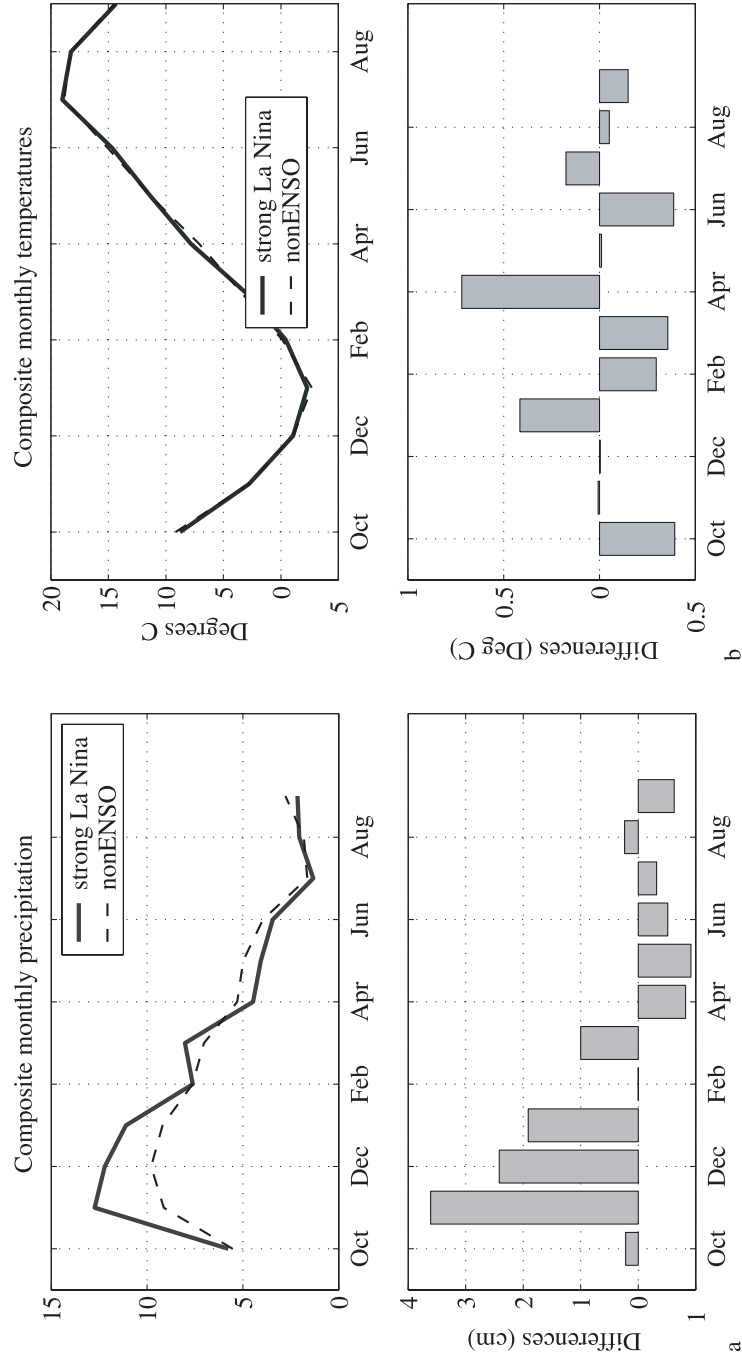 Composite monthly precipitation
15
10
5
0
strong La Nina
nonENSO
Oct Dec Feb Apr Jun Aug
Differences (cm)
4
3
2
1
0
1
Oct Dec Feb Apr Jun Aug
a
Composite monthly temperatures
Degrees C
20
15
10
5
0
5
strong La Nina
nonENSO
Oct Dec Feb Apr Jun Aug
Differences (Deg C)
1
0.5
0
0.5
Oct Dec Feb Apr Jun Aug
b